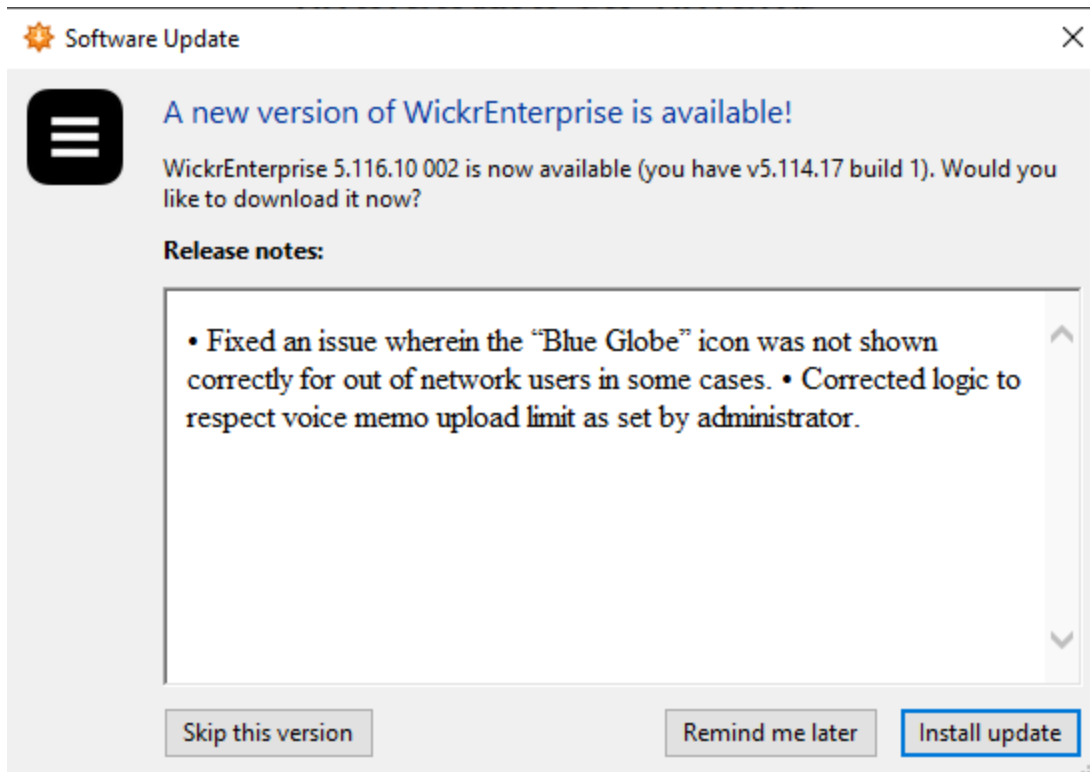 Software Update
A new version of WickrEnterprise is available!
WickrEnterprise 5.116.10 002 is now available (you have v5.114.17 build 1). Would you
like to download it now?
Release notes:
• Fixed an issue wherein the “Blue Globe” icon was not shown
correctly for out of network users in some cases. • Corrected logic to
respect voice memo upload limit as set by administrator.
Skip this version
Remind me later
Install update